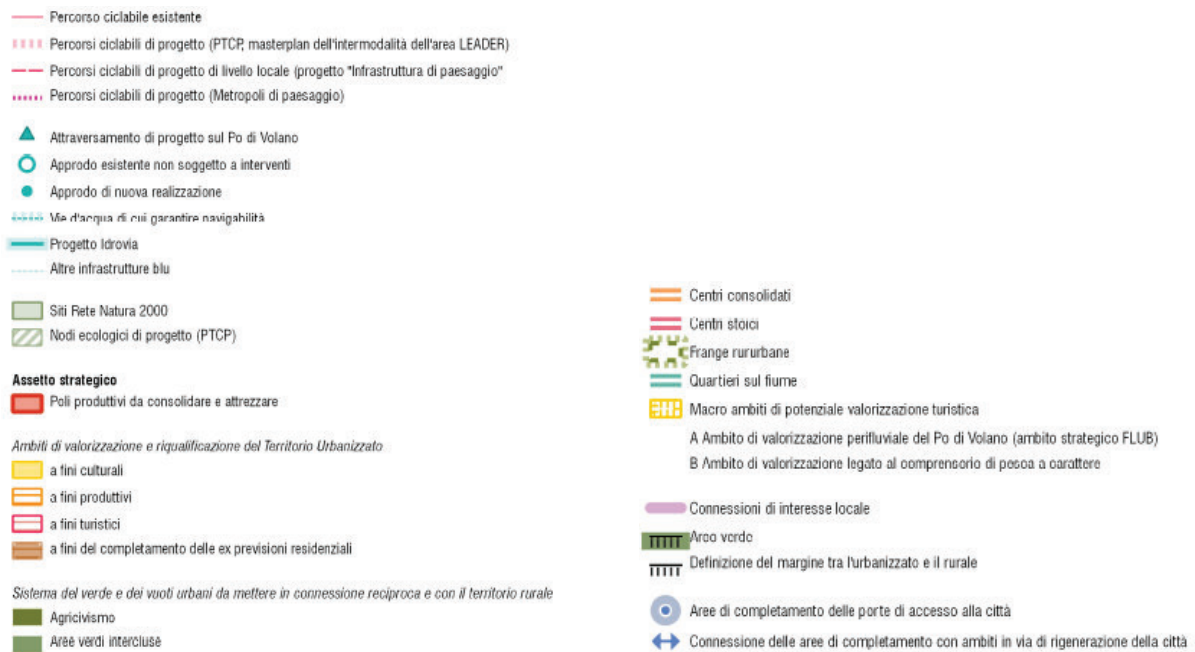 Percorso ciclabile esistente
Percorsi ciclabili di progetto (PTCP, masterplan dell'intermodalità dell'area LEADER)
Percorsi ciclabili di progetto di livello locale (progetto "Infrastruttura di paesaggio"
Percorsi ciclabili di progetto (Metropoli di paesaggio)
Attraversamento di progetto sul Po di Volano
Approdo esistente non soggetto a interventi
Approdo di nuova realizzazione
Vie d'acqua di cui garantire navigabilità
Progetto Idrovia
Altre infrastrutture blu
Siti Rete Natura 2000
Nodi ecologici di progetto (PTCP)
Assetto strategico
Poli produttivi da consolidare e attrezzare
Ambiti di valorizzazione e riqualificazione del Territorio Urbanizzato
a fini culturali
a fini produttivi
a fini turistici
a fini del completamento delle ex previsioni residenziali
Sistema del verde e dei vuoti urbani da mettere in connessione reciproca e con il territorio rurale
Agricivismo
Aree verdi intercluse
Centri consolidati
Centri stoici
Frange rururbane
Quartieri sul fiume
Macro ambiti di potenziale valorizzazione turistica
A Ambito di valorizzazione perifluviale del Po di Volano (ambito strategico FLUB)
B Ambito di valorizzazione legato al comprensorio di pesca a carattere
Connessioni di interesse locale
Aree verde
Definizione del margine tra l'urbanizzato e il rurale
Aree di completamento delle porte di accesso alla città
Connessione delle aree di completamento con ambiti in via di rigenerazione della città